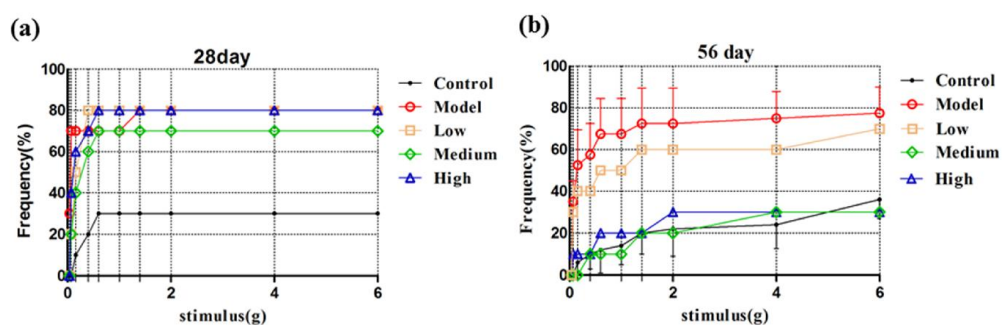 (a)
28day
Frequency(%)
100
80
60
40
20
0
0
2
4
6
stimulus(g)
Control
Model
Low
Medium
High
(b)
56 day
Frequency(%)
100
80
60
40
20
0
0
2
4
6
stimulus(g)
Control
Model
Low
Medium
High